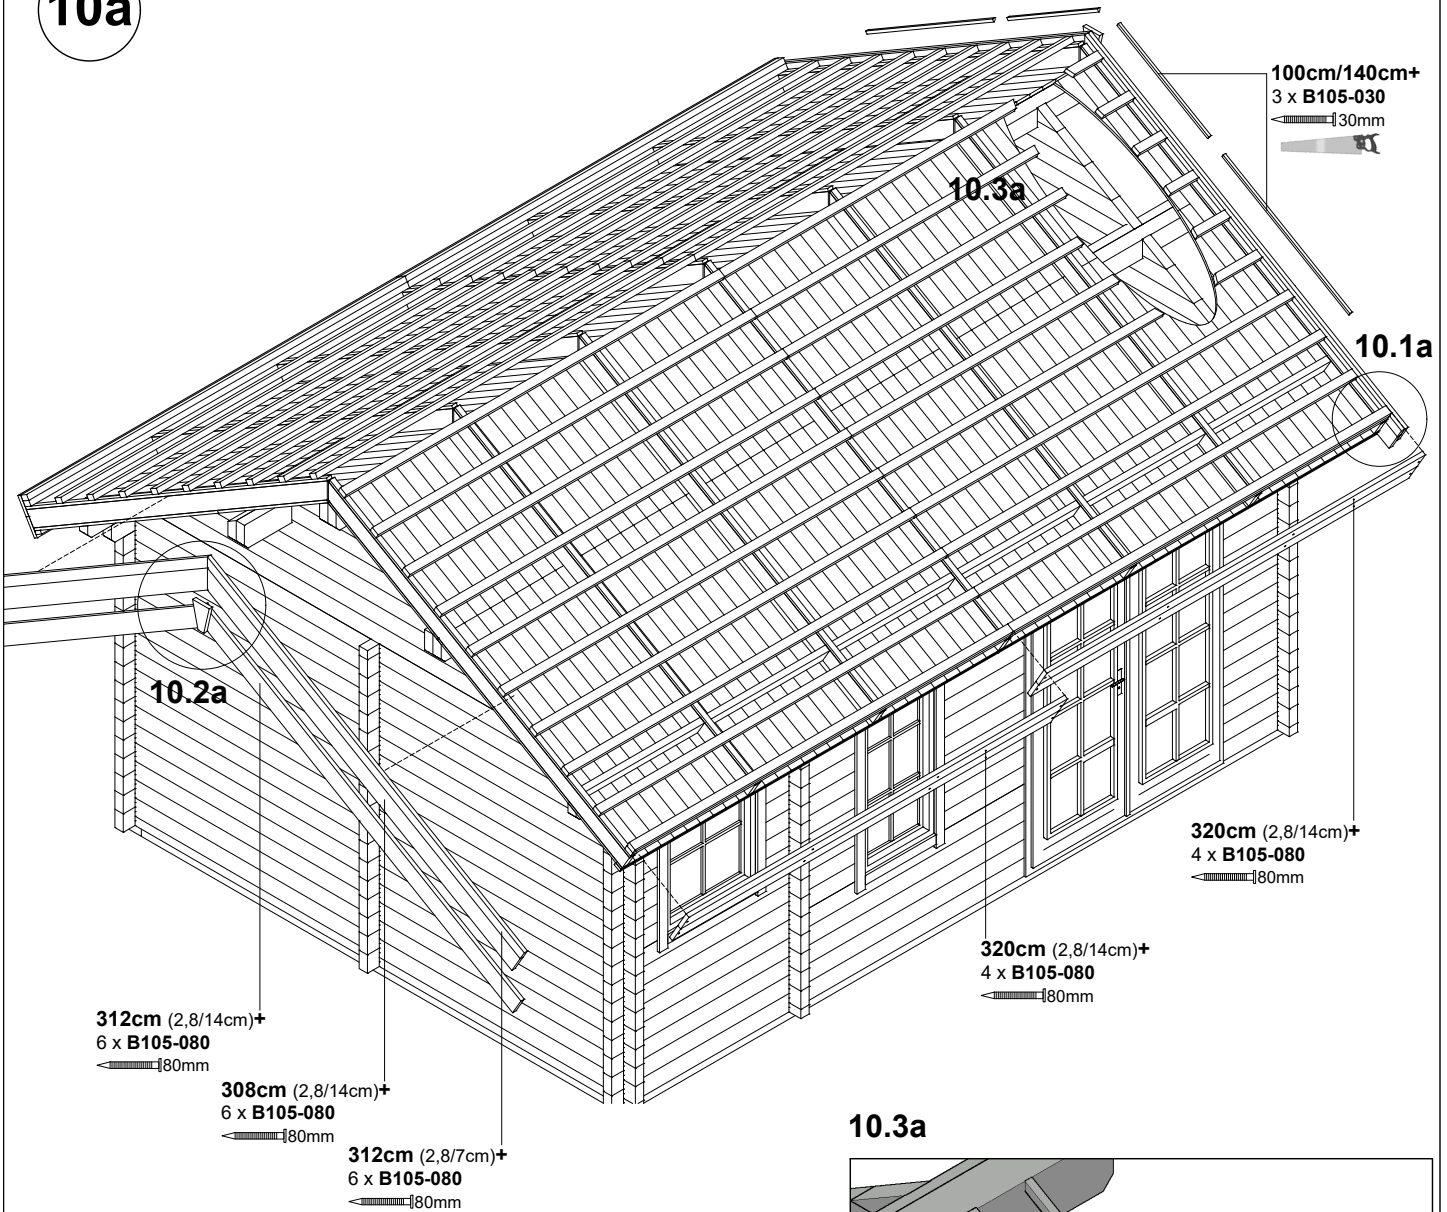 10a
100cm/140cm+
3 x B105-030
30mm
10.3a
10.1a
10.2a
320cm (2,8/14cm)+
4 x B105-080
80mm
320cm (2,8/14cm)+
4 x B105-080
80mm
312cm (2,8/14cm)+
6 x B105-080
80mm
308cm (2,8/14cm)+
6 x B105-080
80mm
312cm (2,8/7cm)+
6 x B105-080
80mm
10.3a